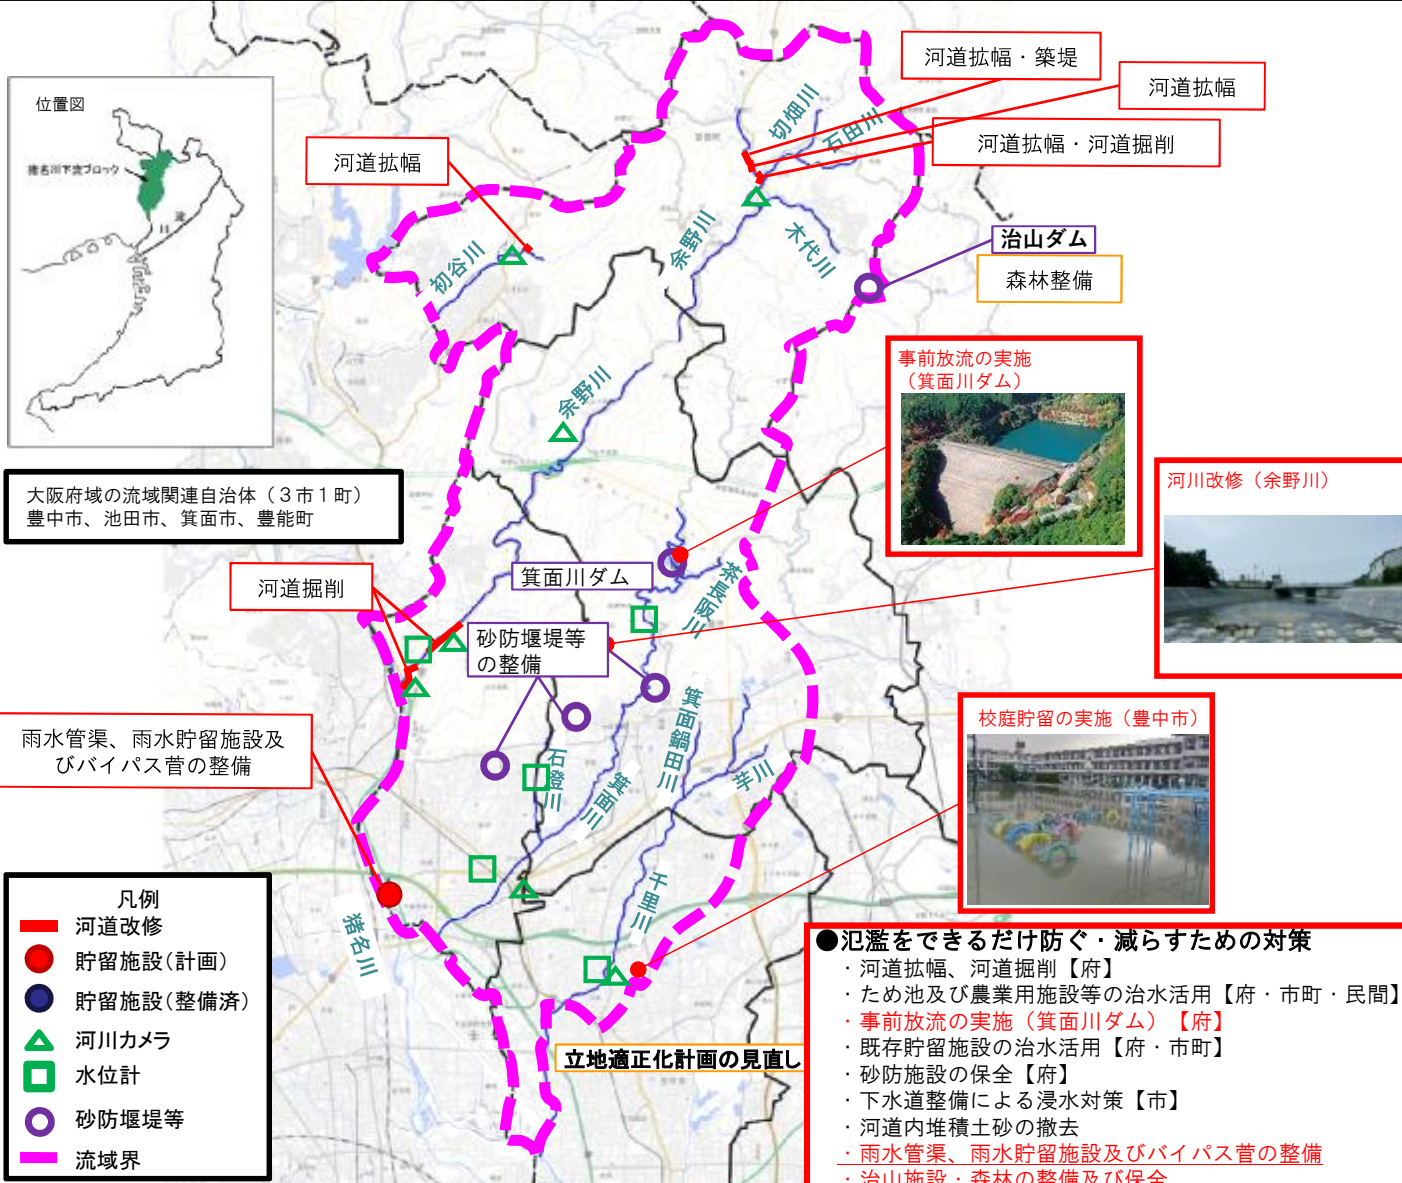 位置図
猪名川下流ブロック
淀
川
河道拡幅・築堤
河道拡幅
河道拡幅・河道掘削
河道拡幅
切畑川
石田川
余野川
木代川
初谷川
治山ダム
森林整備
余野川
事前放流の実施
（箕面川ダム）
河川改修（余野川）
大阪府域の流域関連自治体（３市１町）
豊中市、池田市、箕面市、豊能町
河道掘削
箕面川ダム
茶長阪川
砂防堰堤等
の整備
箕面鍋田川
石澄川
箕面川
芋川
千里川
猪名川
雨水管渠、雨水貯留施設及
びバイパス菅の整備
校庭貯留の実施（豊中市）
凡例
河道改修
貯留施設(計画)
貯留施設(整備済)
河川カメラ
水位計
砂防堰堤等
流域界
立地適正化計画の見直し
●氾濫をできるだけ防ぐ・減らすための対策
・河道拡幅、河道掘削【府】
・ため池及び農業用施設等の治水活用【府・市町・民間】
・事前放流の実施（箕面川ダム）【府】
・既存貯留施設の治水活用【府・市町】
・砂防施設の保全【府】
・下水道整備による浸水対策【市】
・河道内堆積土砂の撤去
・雨水管渠、雨水貯留施設及びバイパス菅の整備
・治山施設・森林の整備及び保全